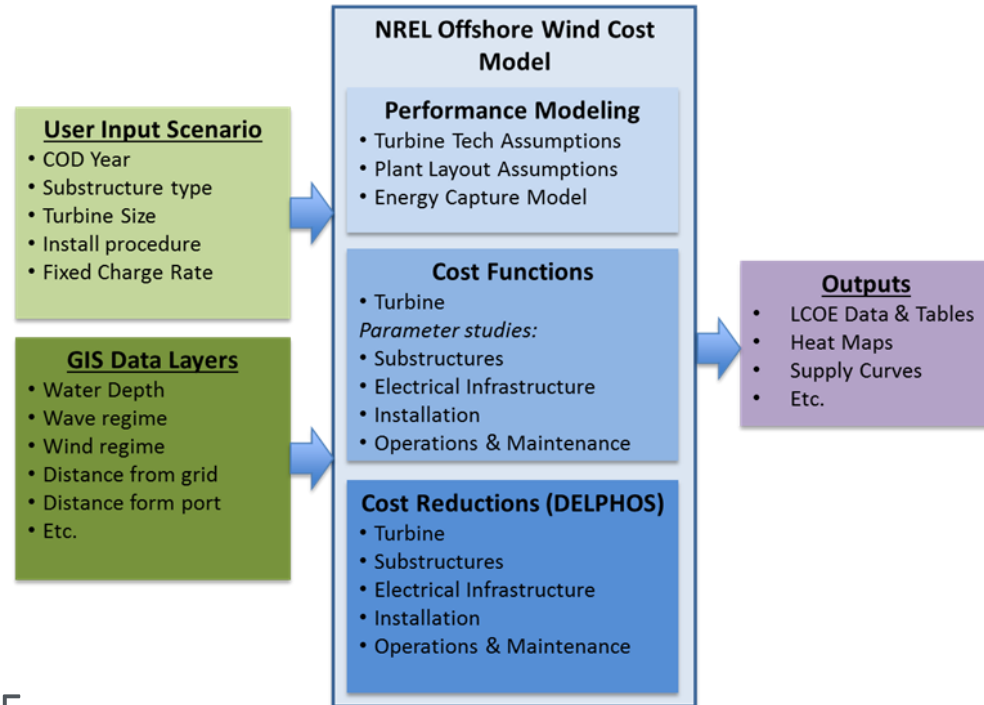 User Input Scenario
• COD Year
• Substructure type
• Turbine Size
• Install procedure
• Fixed Charge Rate
GIS Data Layers
• Water Depth
• Wave regime
• Wind regime
• Distance from grid
• Distance form port
• Etc.
NREL Offshore Wind Cost
Model
Performance Modeling
• Turbine Tech Assumptions
• Plant Layout Assumptions
• Energy Capture Model
Cost Functions
• Turbine
Parameter studies:
• Substructures
• Electrical Infrastructure
• Installation
• Operations & Maintenance
Cost Reductions (DELPHOS)
• Turbine
• Substructures
• Electrical Infrastructure
• Installation
• Operations & Maintenance
Outputs
• LCOE Data & Tables
• Heat Maps
• Supply Curves
• Etc.